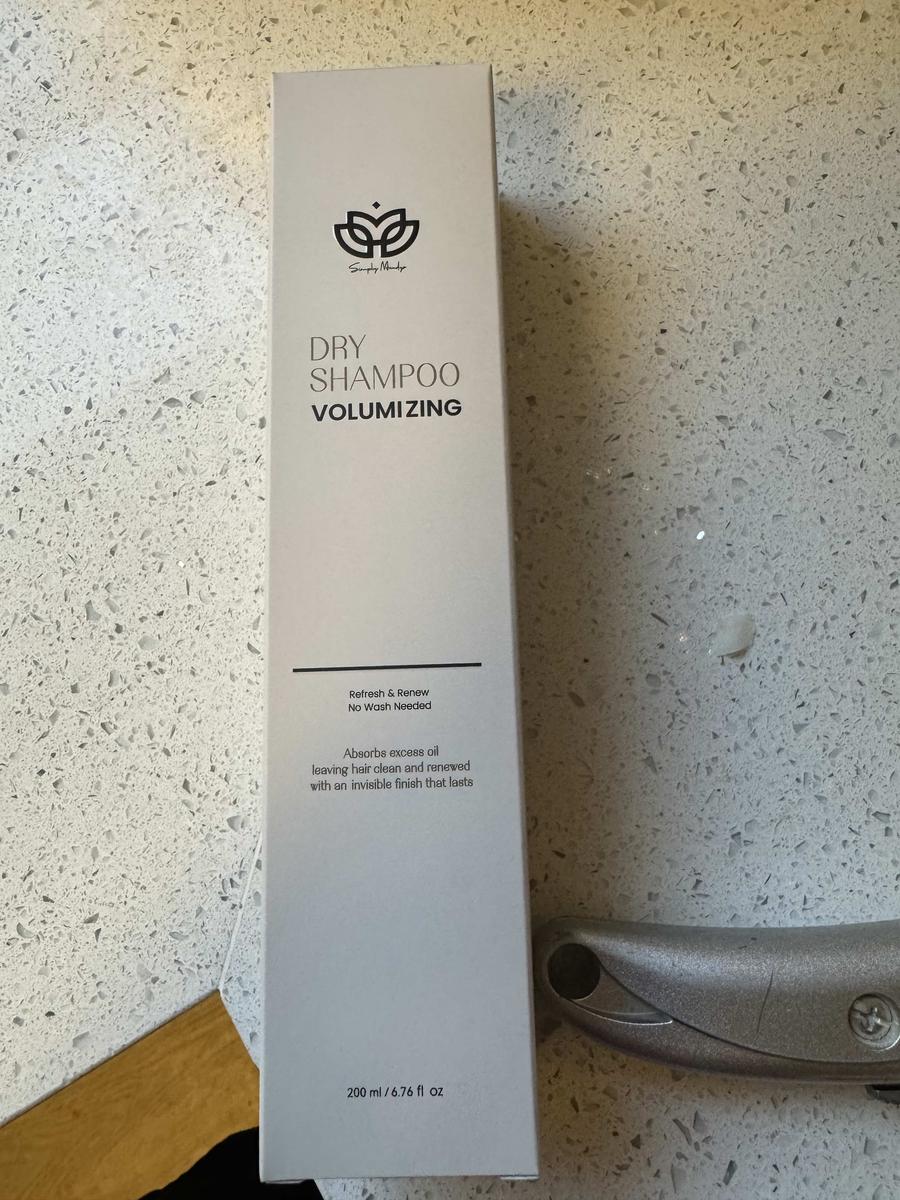 Simply Mandys
DRY
SHAMPOO
VOLUMIZING
Refresh & Renew
No Wash Needed
Absorbs excess oil
leaving hair clean and renewed
with an invisible finish that lasts
200 ml / 6.76 fl oz